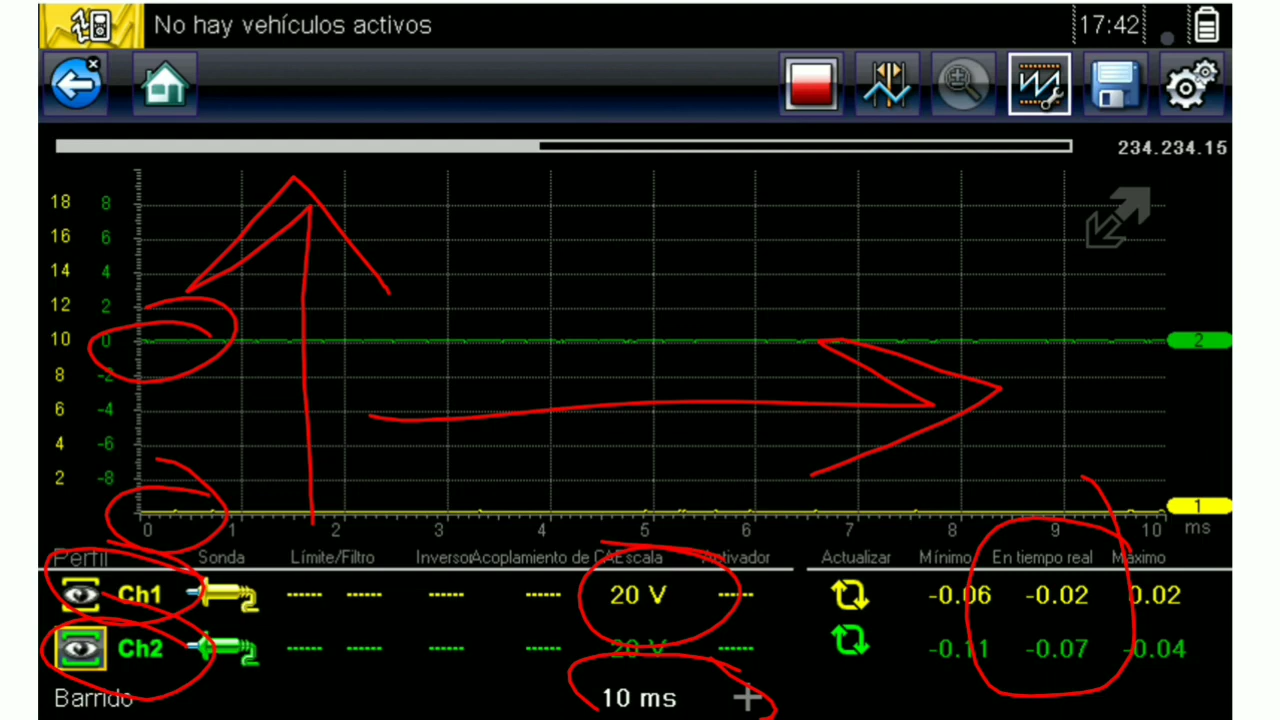 No hay vehículos activos 17:42
234.234.15
18 8
16 6
14 4
12 2
10 0 2
8 -2
6 -4
4 -6
2 -8
1
0 1 2 3 4 5 6 7 8 9 10 ms
Perfil Sonda Límite/Filtro Inversor Acoplamiento de CA Escala Activador Actualizar Mínimo En tiempo real Máximo
Ch1 ----- ----- ----- 20 V ----- -0.06 -0.02 0.02
Ch2 ----- ----- ----- 20 V ----- -0.11 -0.07 -0.04
Barrido 10 ms +